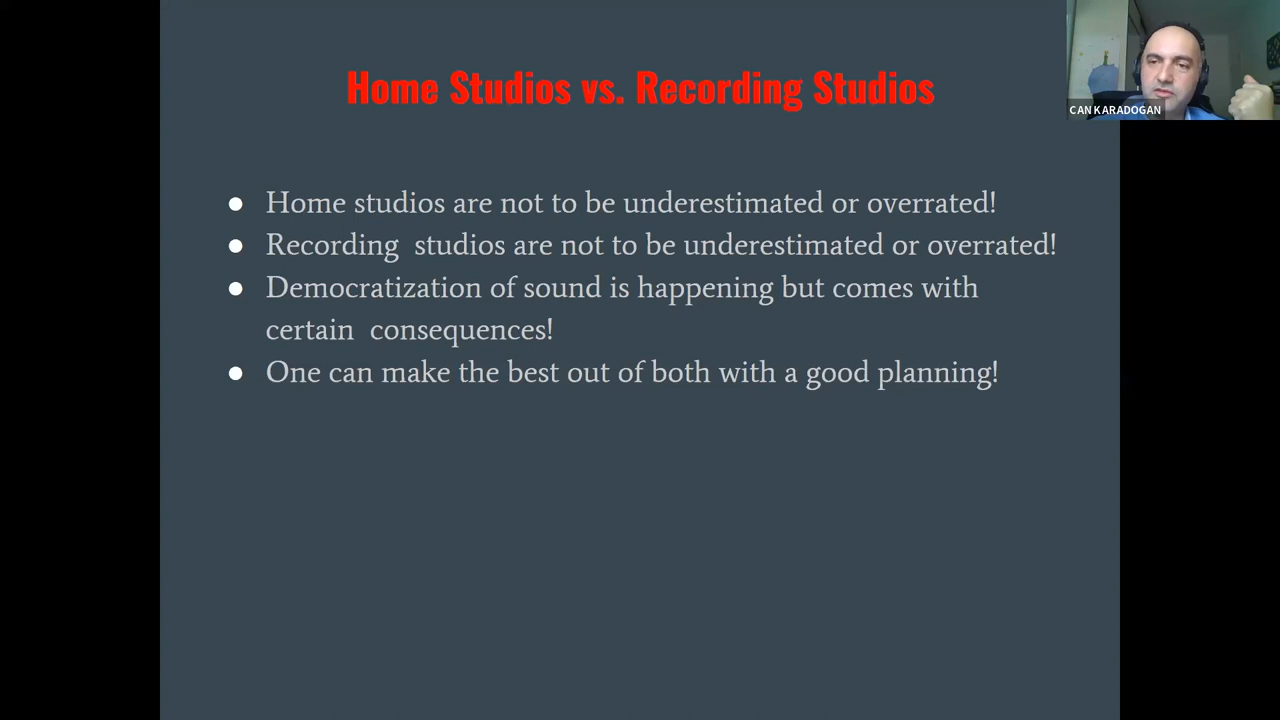 Home Studios vs. Recording Studios
CAN KARADOGAN
● Home studios are not to be underestimated or overrated!
● Recording  studios are not to be underestimated or overrated!
● Democratization of sound is happening but comes with
certain  consequences!
● One can make the best out of both with a good planning!